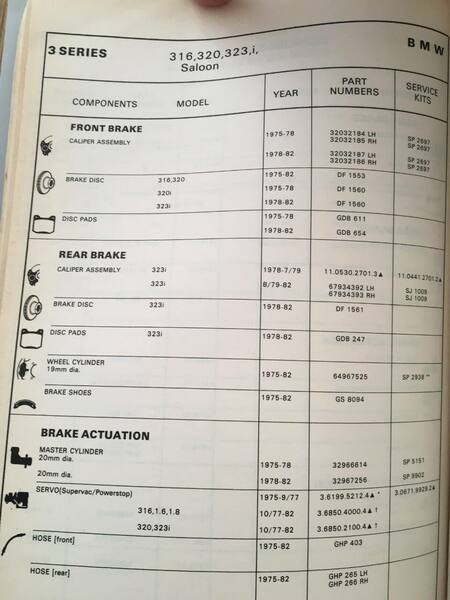 3 SERIES 316,320,323,i, BMW
Saloon
COMPONENTS MODEL YEAR PART NUMBERS SERVICE KITS
FRONT BRAKE
CALIPER ASSEMBLY 1975-78 32032184 LH SP 2697
32032185 RH SP 2697
1978-82 32032187 LH SP 2697
32032186 RH SP 2697
BRAKE DISC 316,320 1975-82 DF 1553
320i 1975-78 DF 1560
323i 1978-82 DF 1560
DISC PADS 1975-78 GDB 611
1978-82 GDB 654
REAR BRAKE
CALIPER ASSEMBLY 323i 1978-7/79 11.0530.2701.3▲ 11.0441.2701.2▲
323i 8/79-82 67934392 LH SJ 1009
67934393 RH SJ 1009
BRAKE DISC 323i 1978-82 DF 1561
DISC PADS 323i 1978-82 GDB 247
WHEEL CYLINDER
19mm dia. 1975-82 64967525 SP 2938 **
BRAKE SHOES 1975-82 GS 8094
BRAKE ACTUATION
MASTER CYLINDER
20mm dia. 1975-78 32966614 SP 5151
20mm dia. 1978-82 32967256 SP 9902
SERVO(Supervac/Powerstop) 1975-9/77 3.6199.5212.4▲ * 3.0671.9929.2▲
316,1.6,1.8 10/77-82 3.6850.4000.4▲ †
320,323i 10/77-82 3.6850.2100.4▲ †
HOSE [front] 1975-82 GHP 403
HOSE [rear] 1975-82 GHP 265 LH
GHP 266 RH